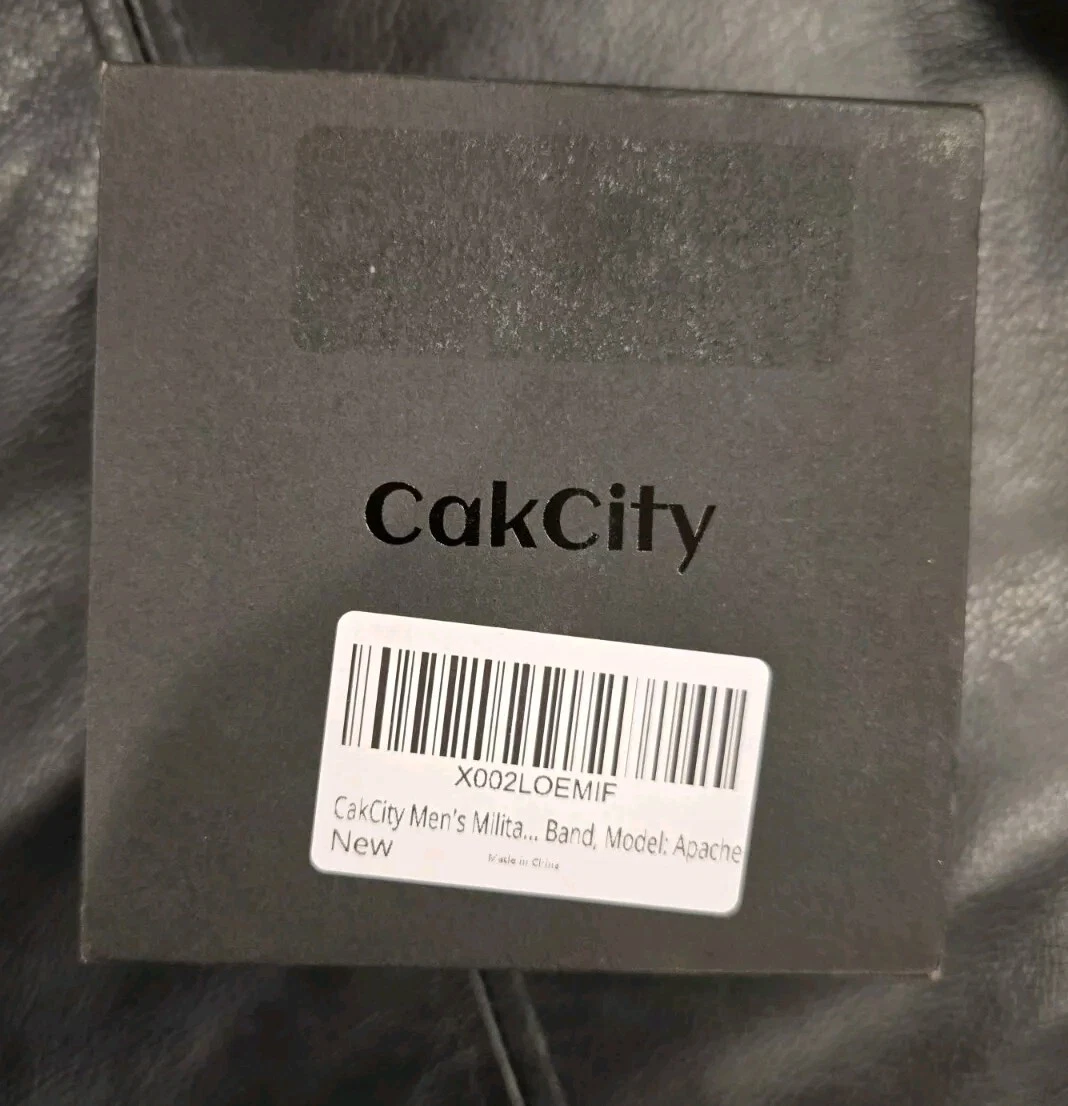 CakCity
X002LOEMIF
CakCity Men's Milita... Band, Model: Apache
New
Made in China